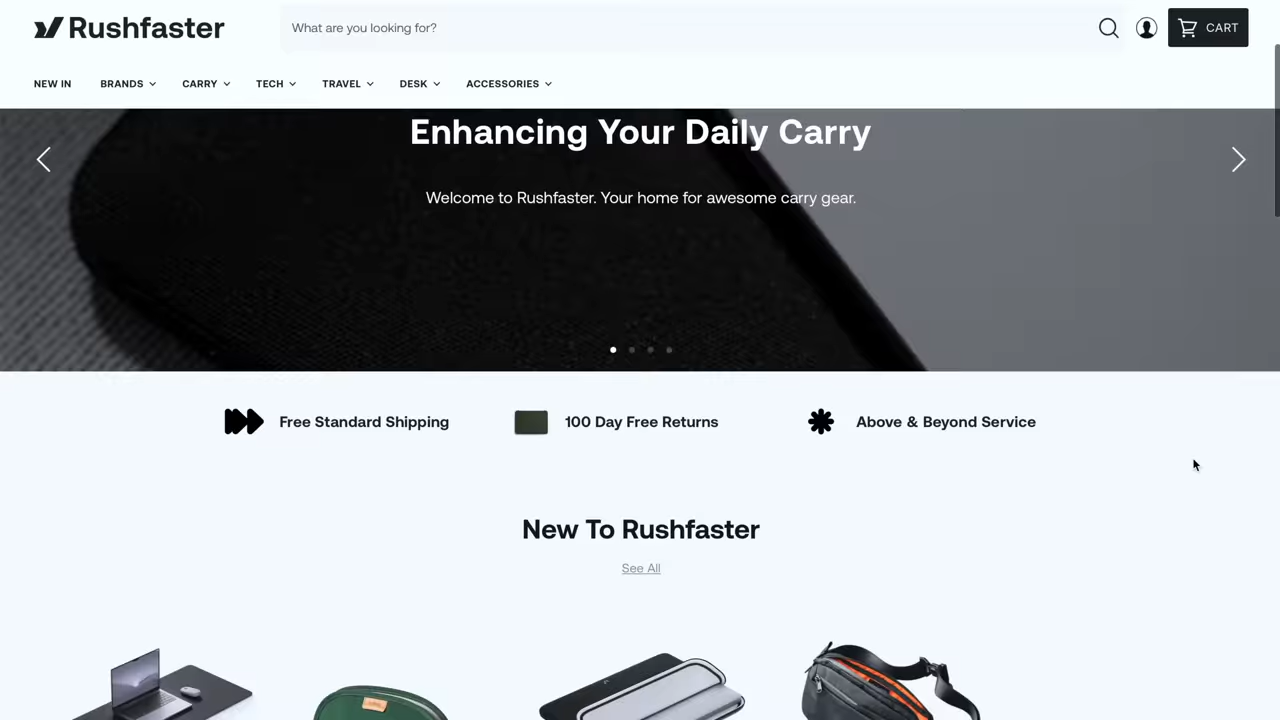 Rushfaster
What are you looking for?
CART
NEW IN
BRANDS
CARRY
TECH
TRAVEL
DESK
ACCESSORIES
Enhancing Your Daily Carry
Welcome to Rushfaster. Your home for awesome carry gear.
Free Standard Shipping
100 Day Free Returns
Above & Beyond Service
New To Rushfaster
See All